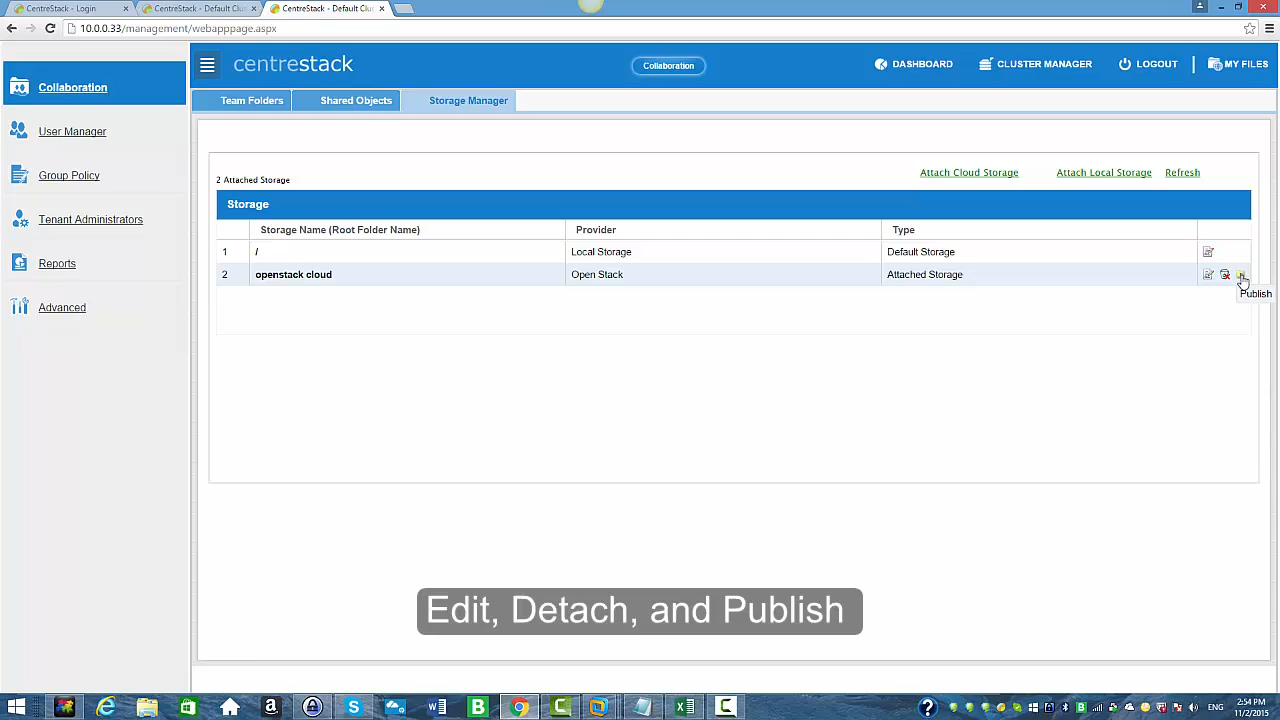 CentreStack - Login
CentreStack - Default Clu
CentreStack - Default Clu
10.0.0.33/management/webapppage.aspx
centrestack
Collaboration
DASHBOARD
CLUSTER MANAGER
LOGOUT
MY FILES
Collaboration
User Manager
Group Policy
Tenant Administrators
Reports
Advanced
Team Folders
Shared Objects
Storage Manager
2 Attached Storage
Attach Cloud Storage
Attach Local Storage
Refresh
Storage
Storage Name (Root Folder Name) Provider Type
1 / Local Storage Default Storage
2 openstack cloud Open Stack Attached Storage
Publish
Edit, Detach, and Publish
ENG
2:54 PM
11/2/2015